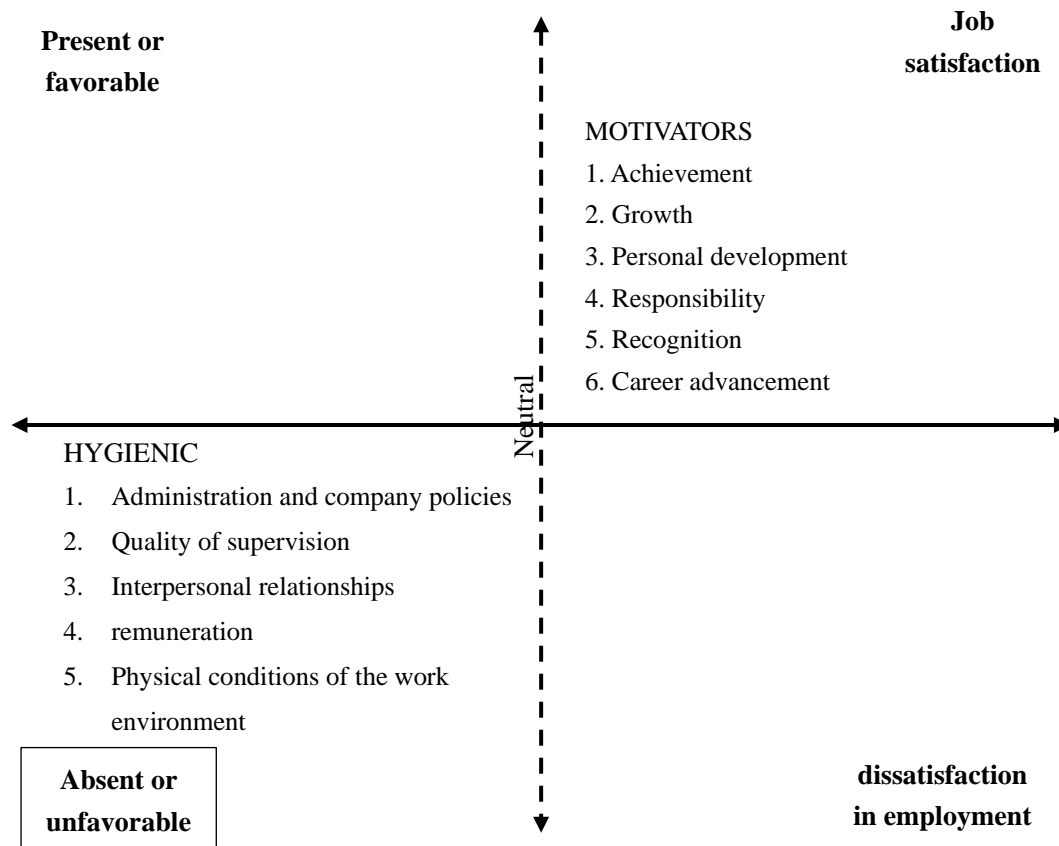 Present or
favorable
Job
satisfaction
MOTIVATORS
1. Achievement
2. Growth
3. Personal development
4. Responsibility
5. Recognition
6. Career advancement
Neutral
HYGIENIC
1. Administration and company policies
2. Quality of supervision
3. Interpersonal relationships
4. remuneration
5. Physical conditions of the work
environment
Absent or
unfavorable
dissatisfaction
in employment